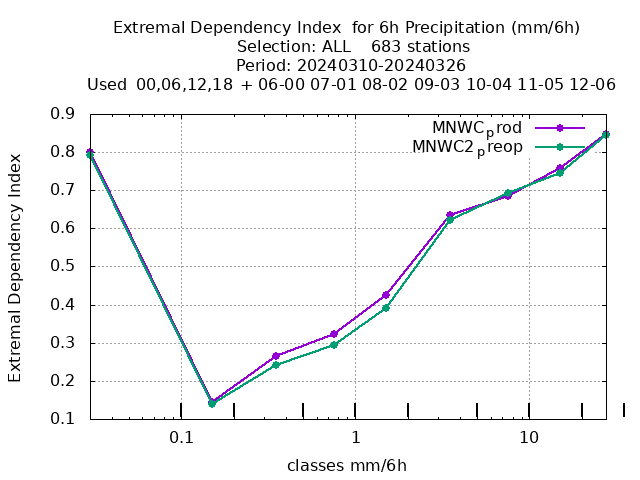 Extremal Dependency Index  for 6h Precipitation (mm/6h)
Selection: ALL    683 stations
Period: 20240310-20240326
Used  00,06,12,18  + 06-00 07-01 08-02 09-03 10-04 11-05 12-06
MNWCprod
MNWC2preop
0.9
0.8
0.7
0.6
0.5
0.4
0.3
0.2
0.1
Extremal Dependency Index
0.1 1 10
classes mm/6h